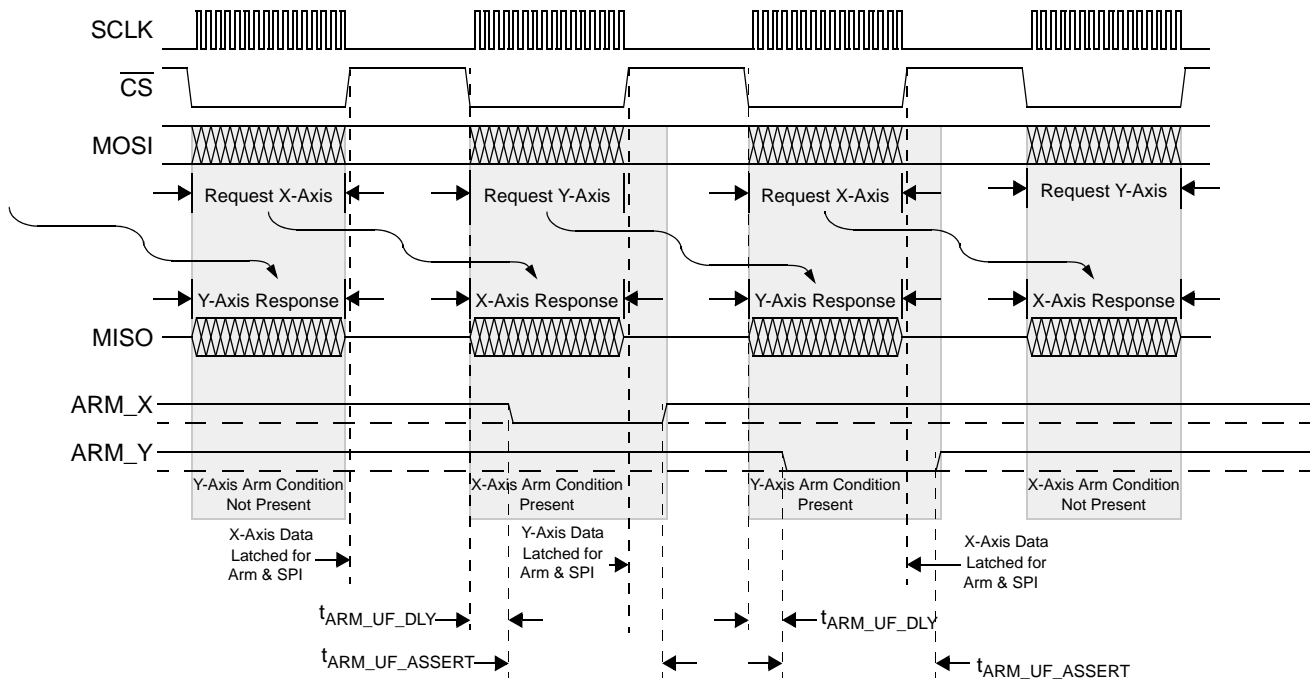 SCLK
CS
MOSI
Request X-Axis
Request Y-Axis
Request X-Axis
Request Y-Axis
Y-Axis Response
X-Axis Response
Y-Axis Response
X-Axis Response
MISO
ARM_X
ARM_Y
Y-Axis Arm Condition
Not Present
X-Axis Arm Condition
Present
Y-Axis Arm Condition
Present
X-Axis Arm Condition
Not Present
X-Axis Data
Latched for
Arm & SPI
Y-Axis Data
Latched for
Arm & SPI
X-Axis Data
Latched for
Arm & SPI
tARM_UF_DLY
tARM_UF_DLY
tARM_UF_ASSERT
tARM_UF_ASSERT